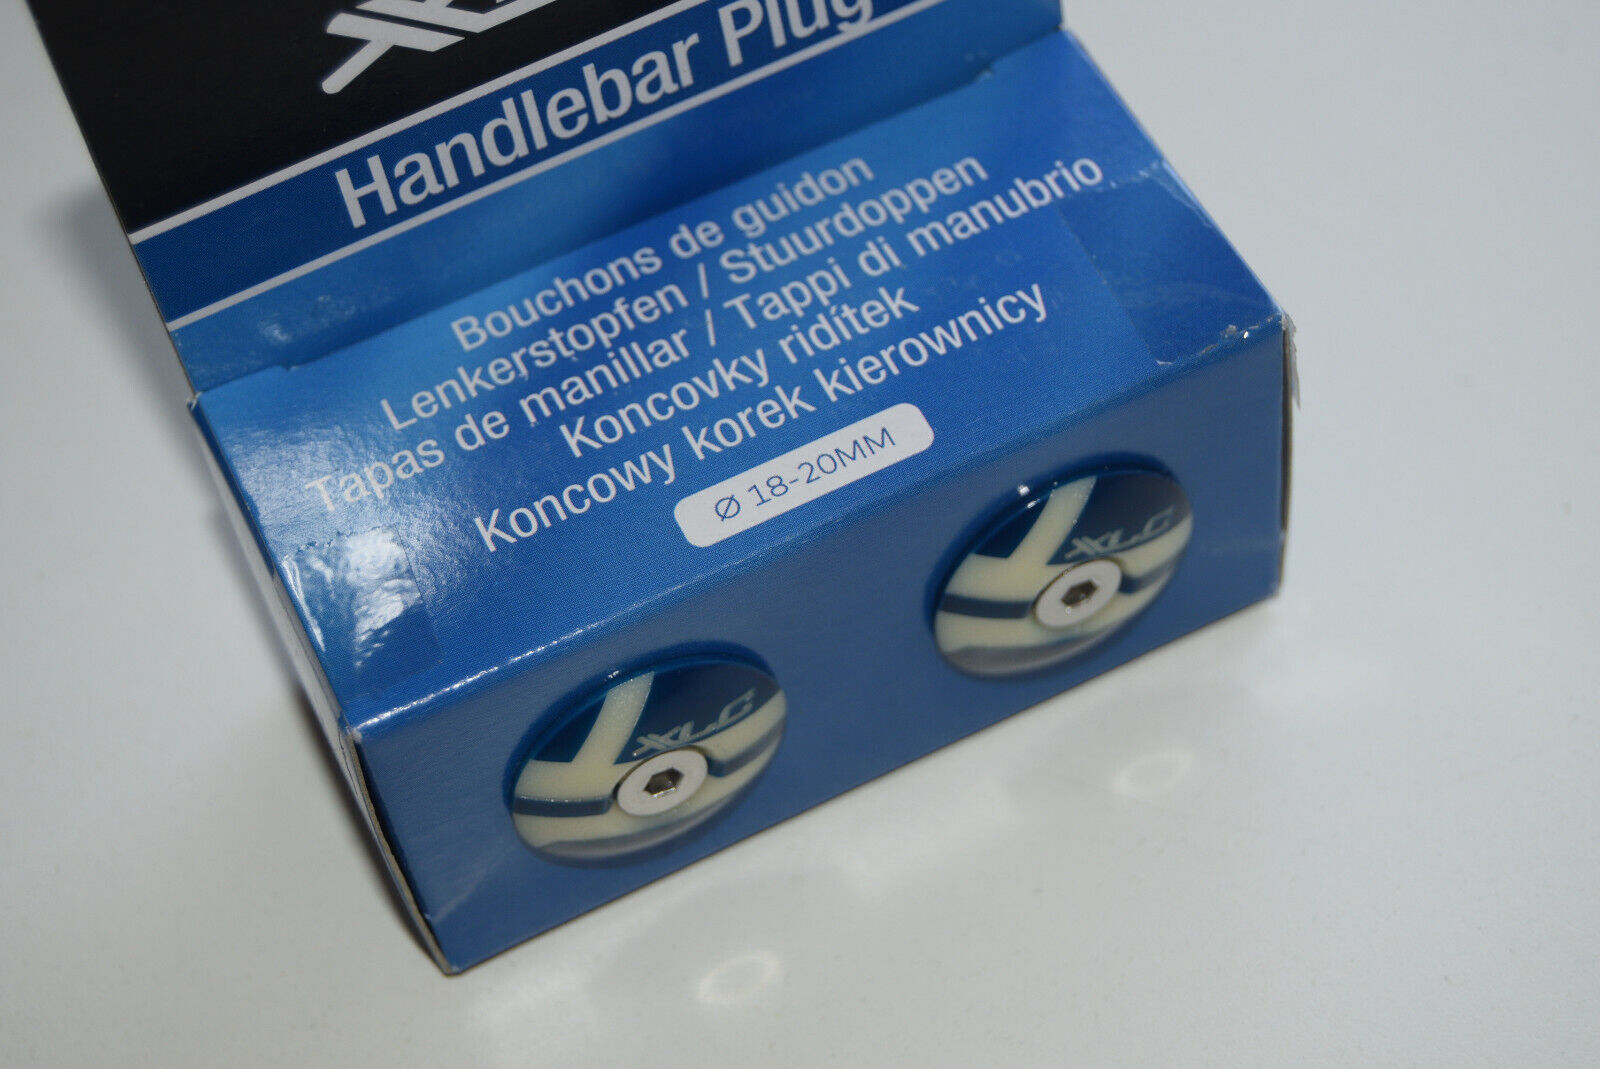 Handlebar Plug
Bouchons de guidon
Lenkerstopfen / Stuurdoppen
Tapas de manillar / Tappi di manubrio
Koncovky ridítek
Koncowy korek kierownicy
Ø 18-20MM
XLC
XLC